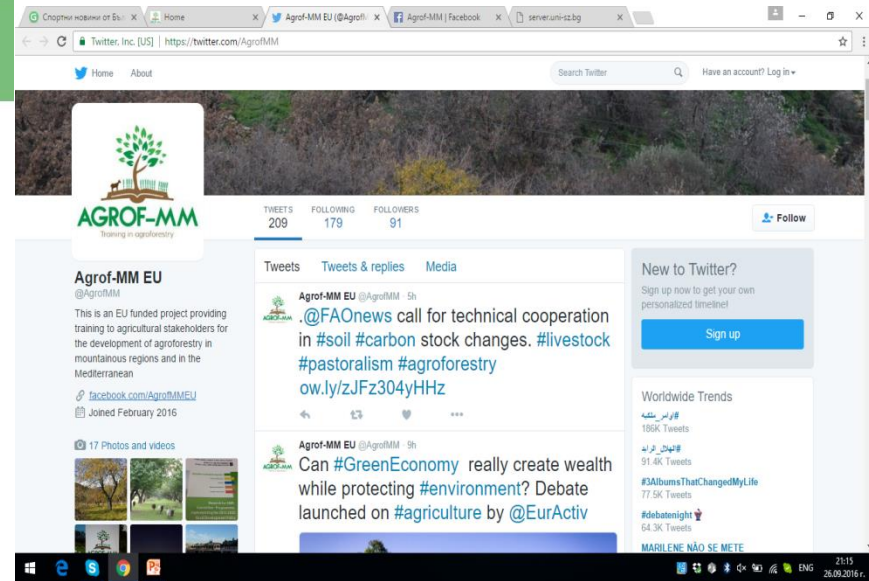 Спортни новини от Бъл
Home
Agrof-MM EU (@Agrof
Agrof-MM | Facebook
server.uni-sz.bg
Twitter, Inc. [US] | https://twitter.com/AgrofMM
Home About
Search Twitter
Have an account? Log in
AGROF-MM
Training in agroforestry
TWEETS FOLLOWING FOLLOWERS
209 179 91
Follow
Agrof-MM EU
@AgrofMM
This is an EU funded project providing
training to agricultural stakeholders for
the development of agroforestry in
mountainous regions and in the
Mediterranean
facebook.com/AgrofMMEU
Joined February 2016
17 Photos and videos
Tweets Tweets & replies Media
Agrof-MM EU @AgrofMM · 5h
.@FAOnews call for technical cooperation
in #soil #carbon stock changes. #livestock
#pastoralism #agroforestry
ow.ly/zJFz304yHHz
Agrof-MM EU @AgrofMM · 9h
Can #GreenEconomy really create wealth
while protecting #environment? Debate
launched on #agriculture by @EurActiv
New to Twitter?
Sign up now to get your own
personalized timeline!
Sign up
Worldwide Trends
#اوامر_ملكية
186K Tweets
#الهلال_الرايد
91.4K Tweets
#3AlbumsThatChangedMyLife
77.5K Tweets
#debatenight
64.3K Tweets
MARILENE NÃO SE METE
ENG
21:15
26.09.2016 г.